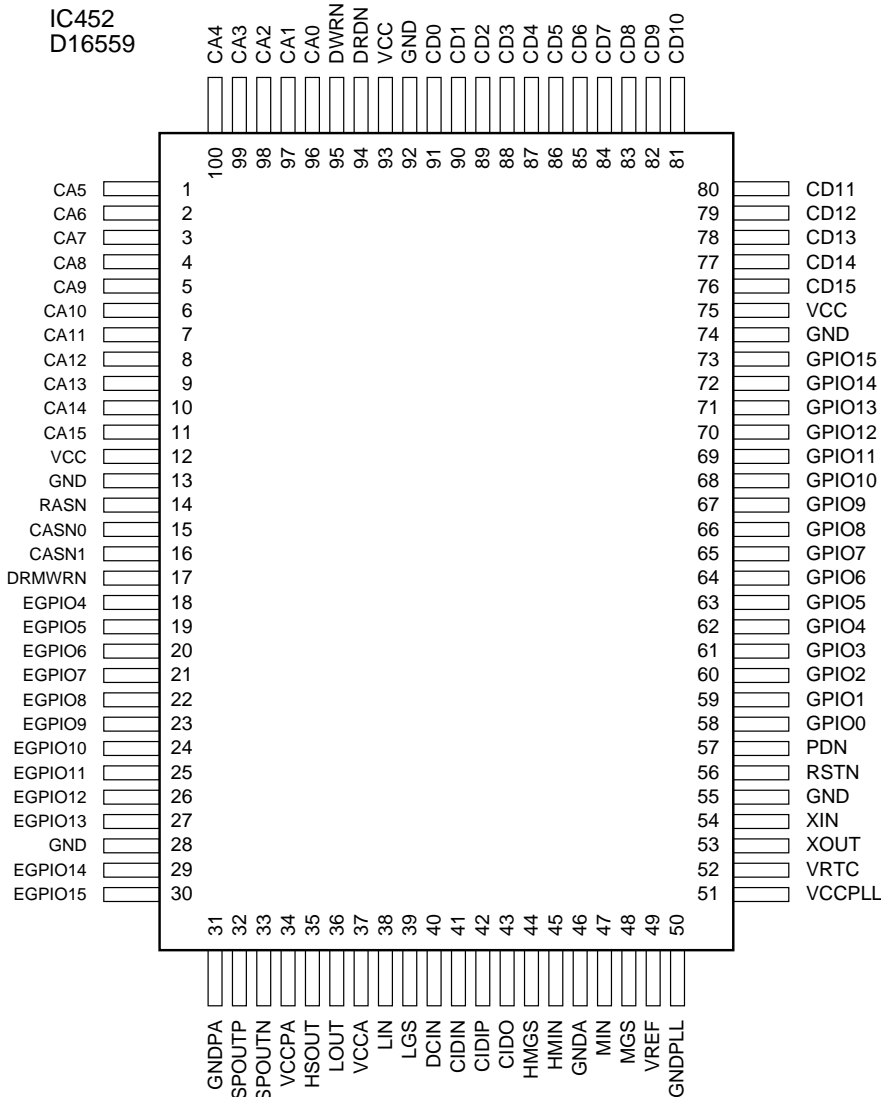 IC452
D16559
CA4
CA3
CA2
CA1
CA0
DWRN
DRDN
VCC
GND
CD0
CD1
CD2
CD3
CD4
CD5
CD6
CD7
CD8
CD9
CD10
100
99
98
97
96
95
94
93
92
91
90
89
88
87
86
85
84
83
82
81
CA5 1
CA6 2
CA7 3
CA8 4
CA9 5
CA10 6
CA11 7
CA12 8
CA13 9
CA14 10
CA15 11
VCC 12
GND 13
RASN 14
CASN0 15
CASN1 16
DRMWRN 17
EGPIO4 18
EGPIO5 19
EGPIO6 20
EGPIO7 21
EGPIO8 22
EGPIO9 23
EGPIO10 24
EGPIO11 25
EGPIO12 26
EGPIO13 27
GND 28
EGPIO14 29
EGPIO15 30
80 CD11
79 CD12
78 CD13
77 CD14
76 CD15
75 VCC
74 GND
73 GPIO15
72 GPIO14
71 GPIO13
70 GPIO12
69 GPIO11
68 GPIO10
67 GPIO9
66 GPIO8
65 GPIO7
64 GPIO6
63 GPIO5
62 GPIO4
61 GPIO3
60 GPIO2
59 GPIO1
58 GPIO0
57 PDN
56 RSTN
55 GND
54 XIN
53 XOUT
52 VRTC
51 VCCPLL
31
32
33
34
35
36
37
38
39
40
41
42
43
44
45
46
47
48
49
50
GNDPA
SPOUTP
SPOUTN
VCCPA
HSOUT
LOUT
VCCA
LIN
LGS
DCIN
CIDIN
CIDIP
CIDO
HMGS
HMIN
GNDA
MIN
MGS
VREF
GNDPLL